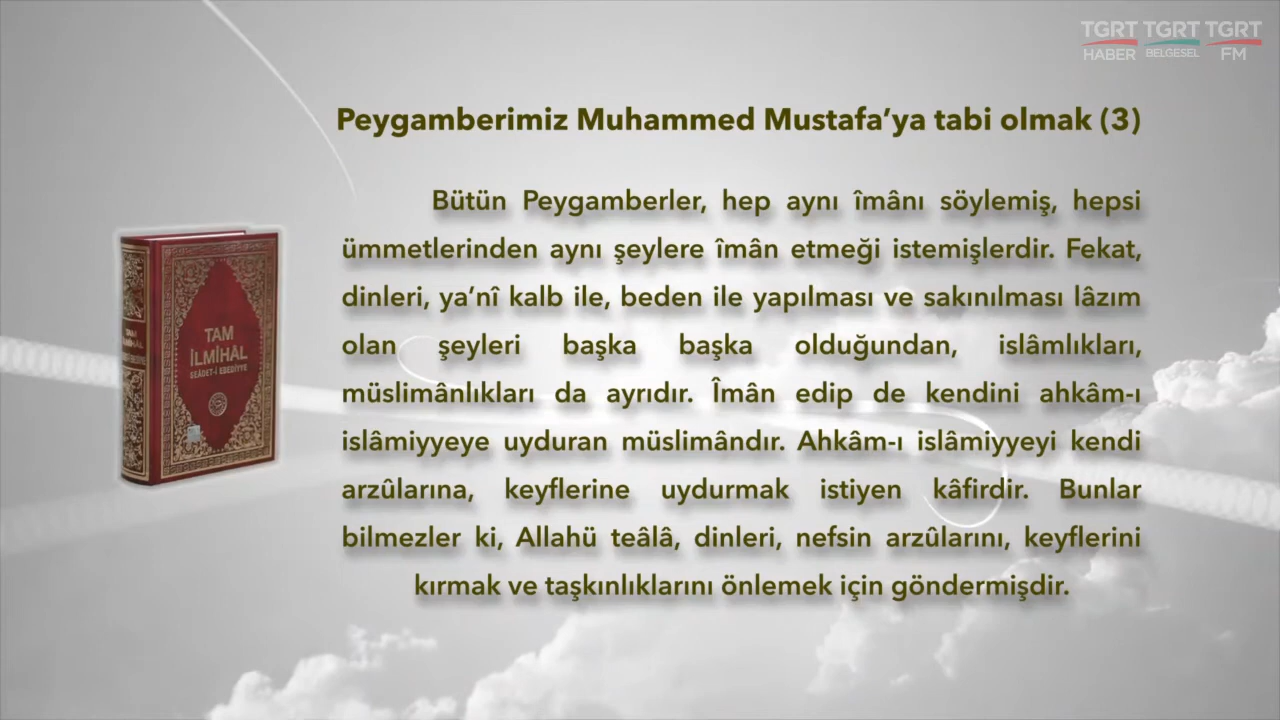 TGRT TGRT TGRT
HABER BELGESEL FM
Peygamberimiz Muhammed Mustafa’ya tabi olmak (3)
Bütün Peygamberler, hep aynı îmânı söylemiş, hepsi
ümmetlerinden aynı şeylere îmân etmeği istemişlerdir. Fekat,
dinleri, ya’nî kalb ile, beden ile yapılması ve sakınılması lâzım
olan şeyleri başka başka olduğundan, islâmlıkları,
müslimânlıkları da ayrıdır. Îmân edip de kendini ahkâm-ı
islâmiyyeye uyduran müslimândır. Ahkâm-ı islâmiyyeyi kendi
arzûlarına, keyflerine uydurmak istiyen kâfirdir. Bunlar
bilmezler ki, Allahü teâlâ, dinleri, nefsin arzûlarını, keyflerini
kırmak ve taşkınlıklarını önlemek için göndermişdir.
TAM
İLMİHAL
SEÂDET-İ EBEDİYYE